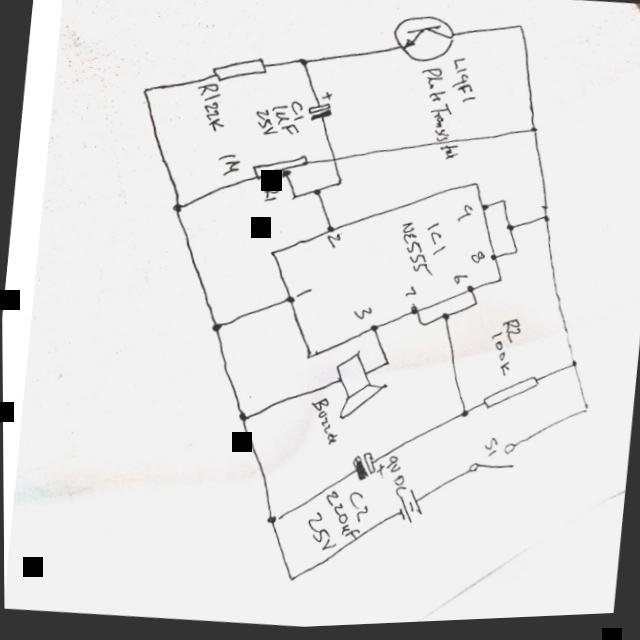 L14F1
Photo Transistor
R1 22K
C1
1uF
25V
1M
2
4
IC1
NE555
8
1
6
7
3
R2
100K
Buzzer
S1
9V DC
C2
220uF
25V